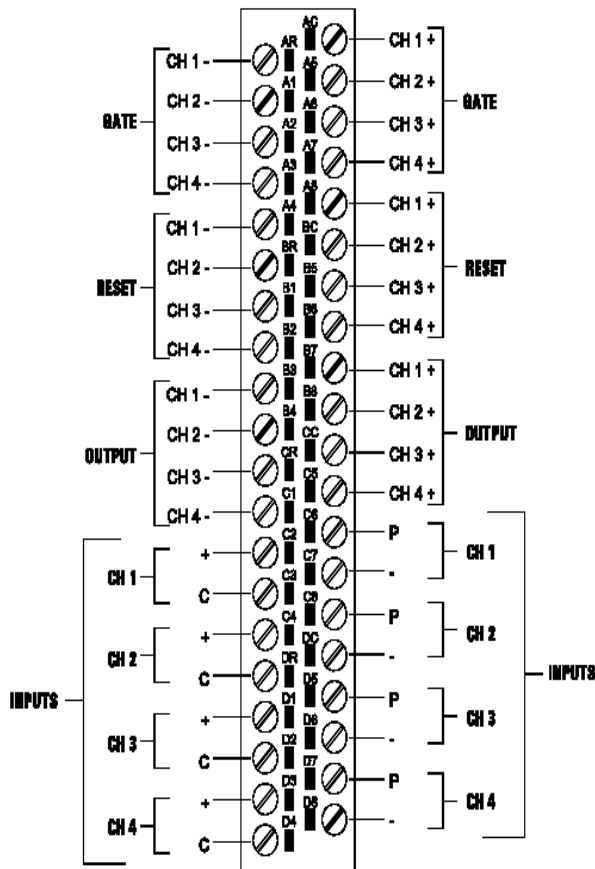 GATE
CH 1 -
CH 2 -
CH 3 -
CH 4 -
RESET
CH 1 -
CH 2 -
CH 3 -
CH 4 -
OUTPUT
CH 1 -
CH 2 -
CH 3 -
CH 4 -
INPUTS
CH 1
+
C
CH 2
+
C
CH 3
+
C
CH 4
+
C
AR
A1
A2
A3
A4
BR
B1
B2
B3
B4
CR
C1
C2
C3
C4
DR
D1
D2
D3
D4
AC
A5
A6
A7
A8
BC
B5
B6
B7
B8
CC
C5
C6
C7
C8
DC
D5
D6
D7
D8
CH 1 +
CH 2 +
CH 3 +
CH 4 +
GATE
CH 1 +
CH 2 +
CH 3 +
CH 4 +
RESET
CH 1 +
CH 2 +
CH 3 +
CH 4 +
OUTPUT
P
-
CH 1
P
-
CH 2
P
-
CH 3
P
-
CH 4
INPUTS